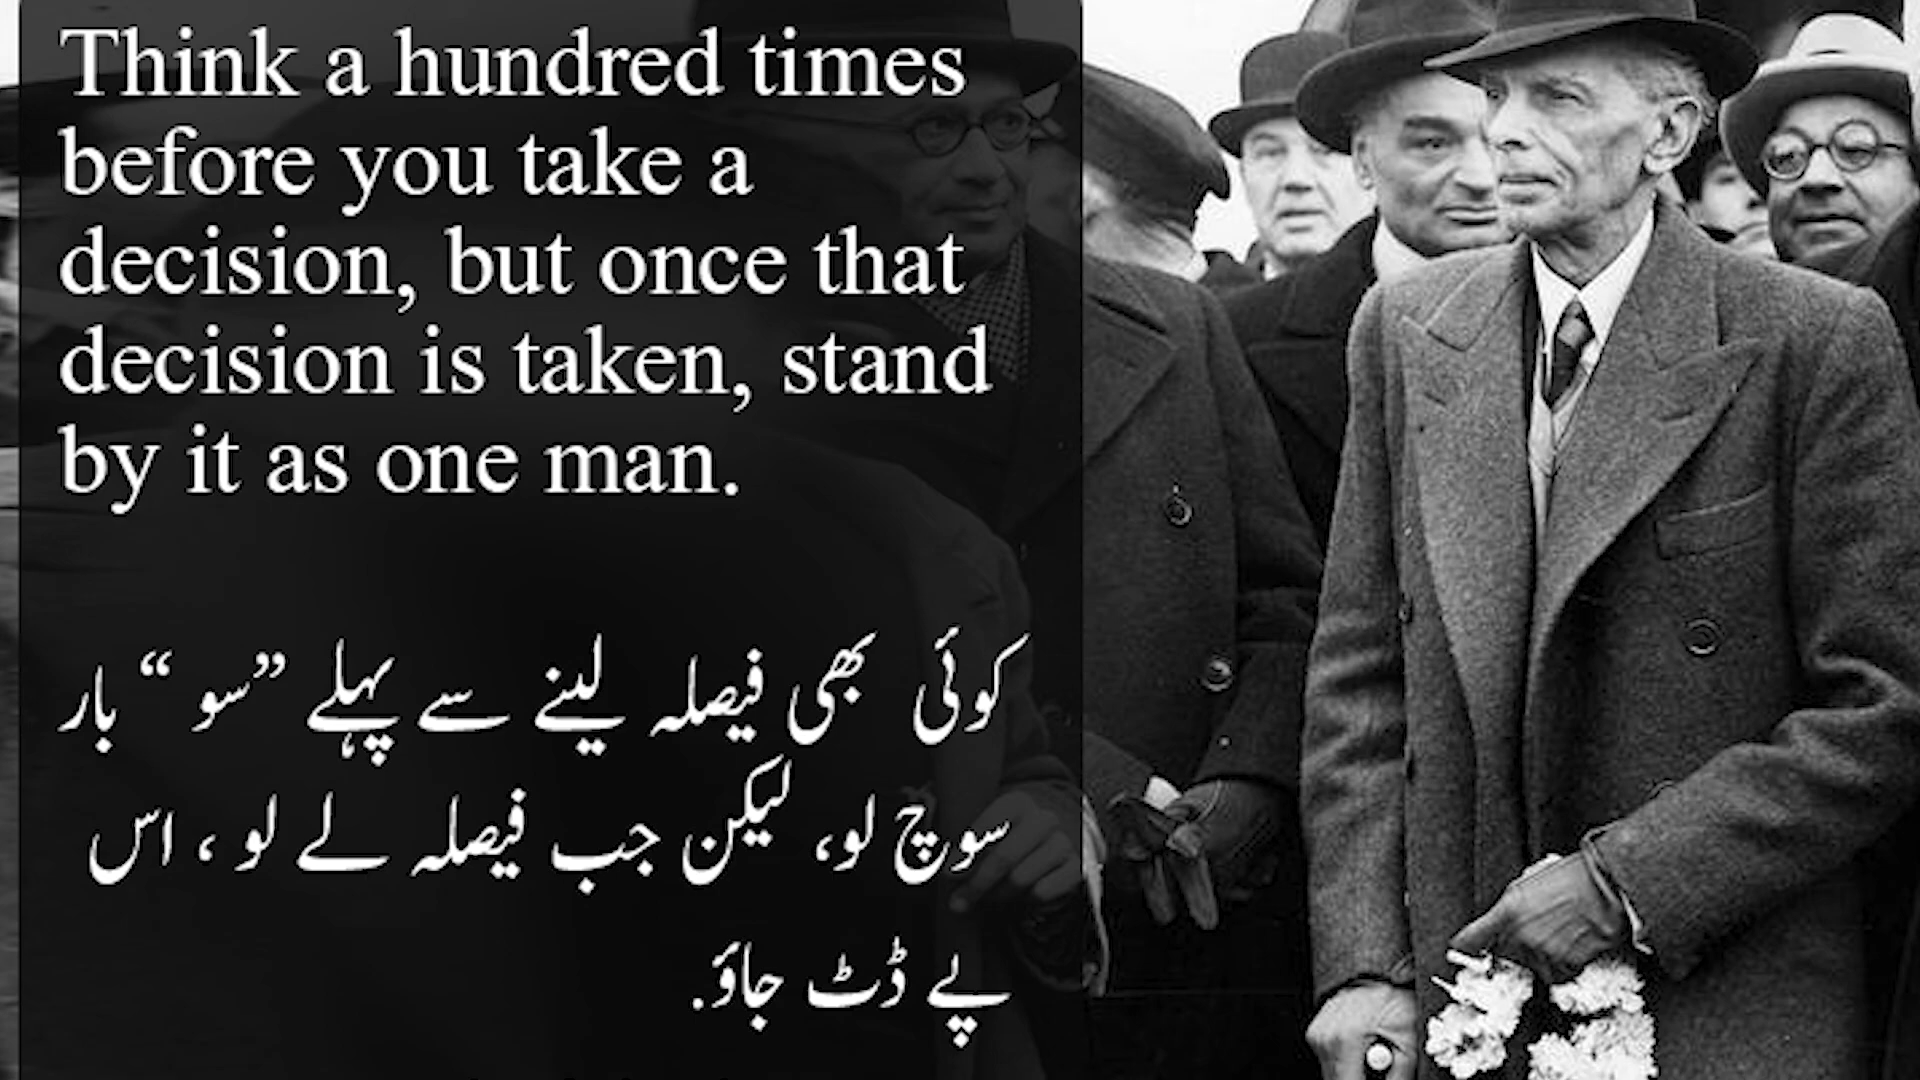 Think a hundred times
before you take a
decision, but once that
decision is taken, stand
by it as one man.
کوئی بھی فیصلہ لینے سے پہلے ”سو “ بار
سوچ لو، لیکن جب فیصلہ لے لو ، اس
پے ڈٹ جاؤ.